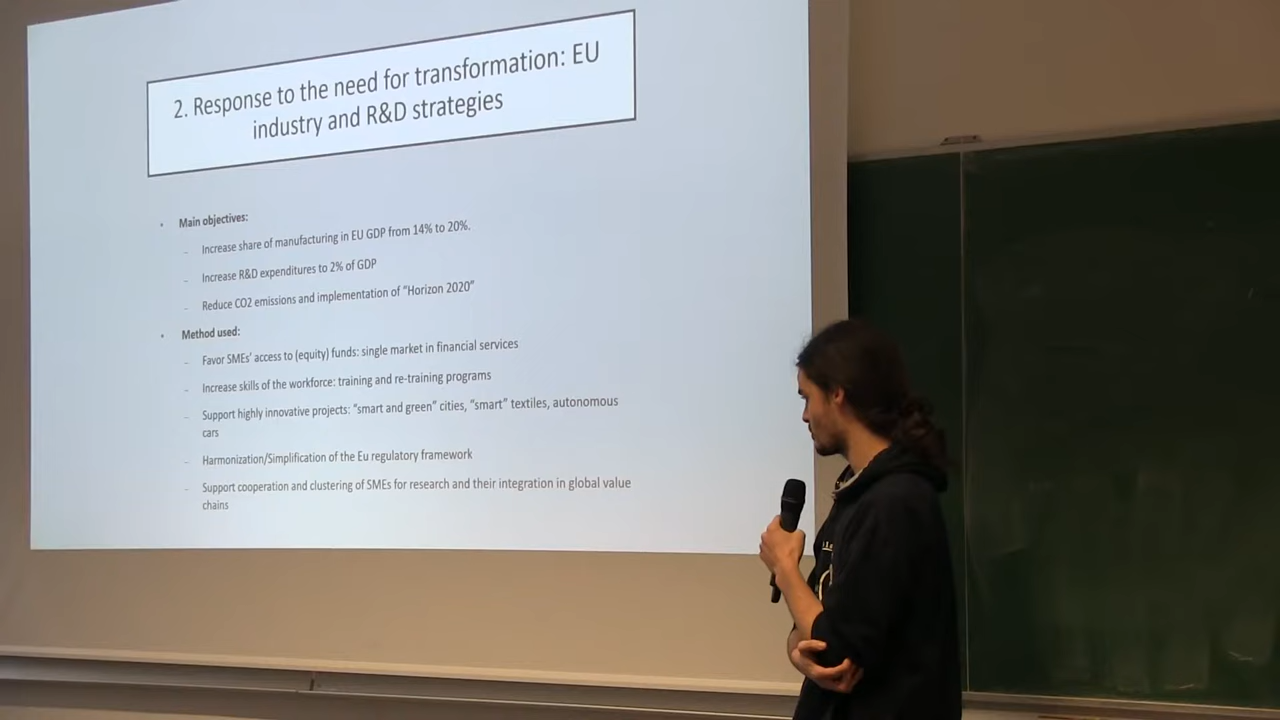 2. Response to the need for transformation: EU
industry and R&D strategies
• Main objectives:
– Increase share of manufacturing in EU GDP from 14% to 20%.
– Increase R&D expenditures to 2% of GDP
– Reduce CO2 emissions and implementation of “Horizon 2020”
• Method used:
– Favor SMEs’ access to (equity) funds: single market in financial services
– Increase skills of the workforce: training and re-training programs
– Support highly innovative projects: “smart and green” cities, “smart” textiles, autonomous
cars
– Harmonization/Simplification of the Eu regulatory framework
– Support cooperation and clustering of SMEs for research and their integration in global value
chains